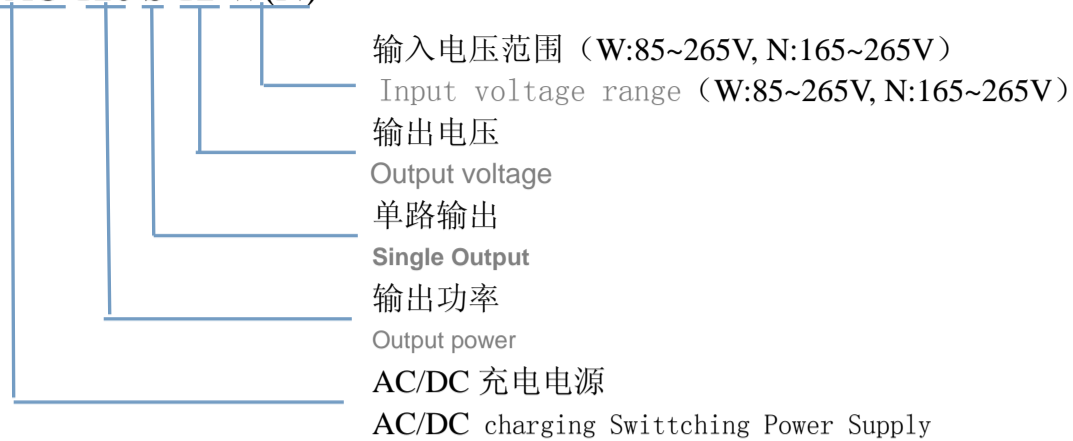 输入电压范围（W:85~265V, N:165~265V）
Input voltage range（W:85~265V, N:165~265V）
输出电压
Output voltage
单路输出
Single Output
输出功率
Output power
AC/DC 充电电源
AC/DC charging Swittching Power Supply